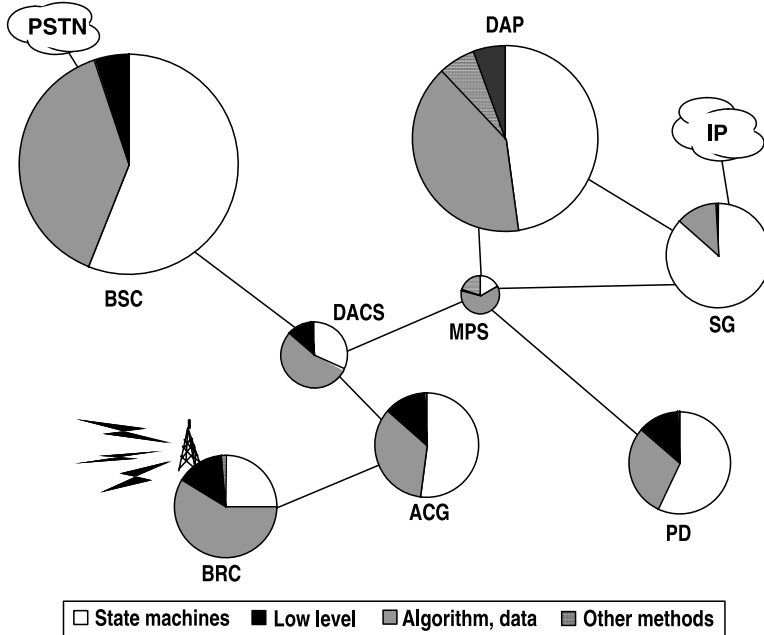 PSTN
DAP
IP
BSC
DACS
MPS
SG
ACG
PD
BRC
State machines Low level Algorithm, data Other methods